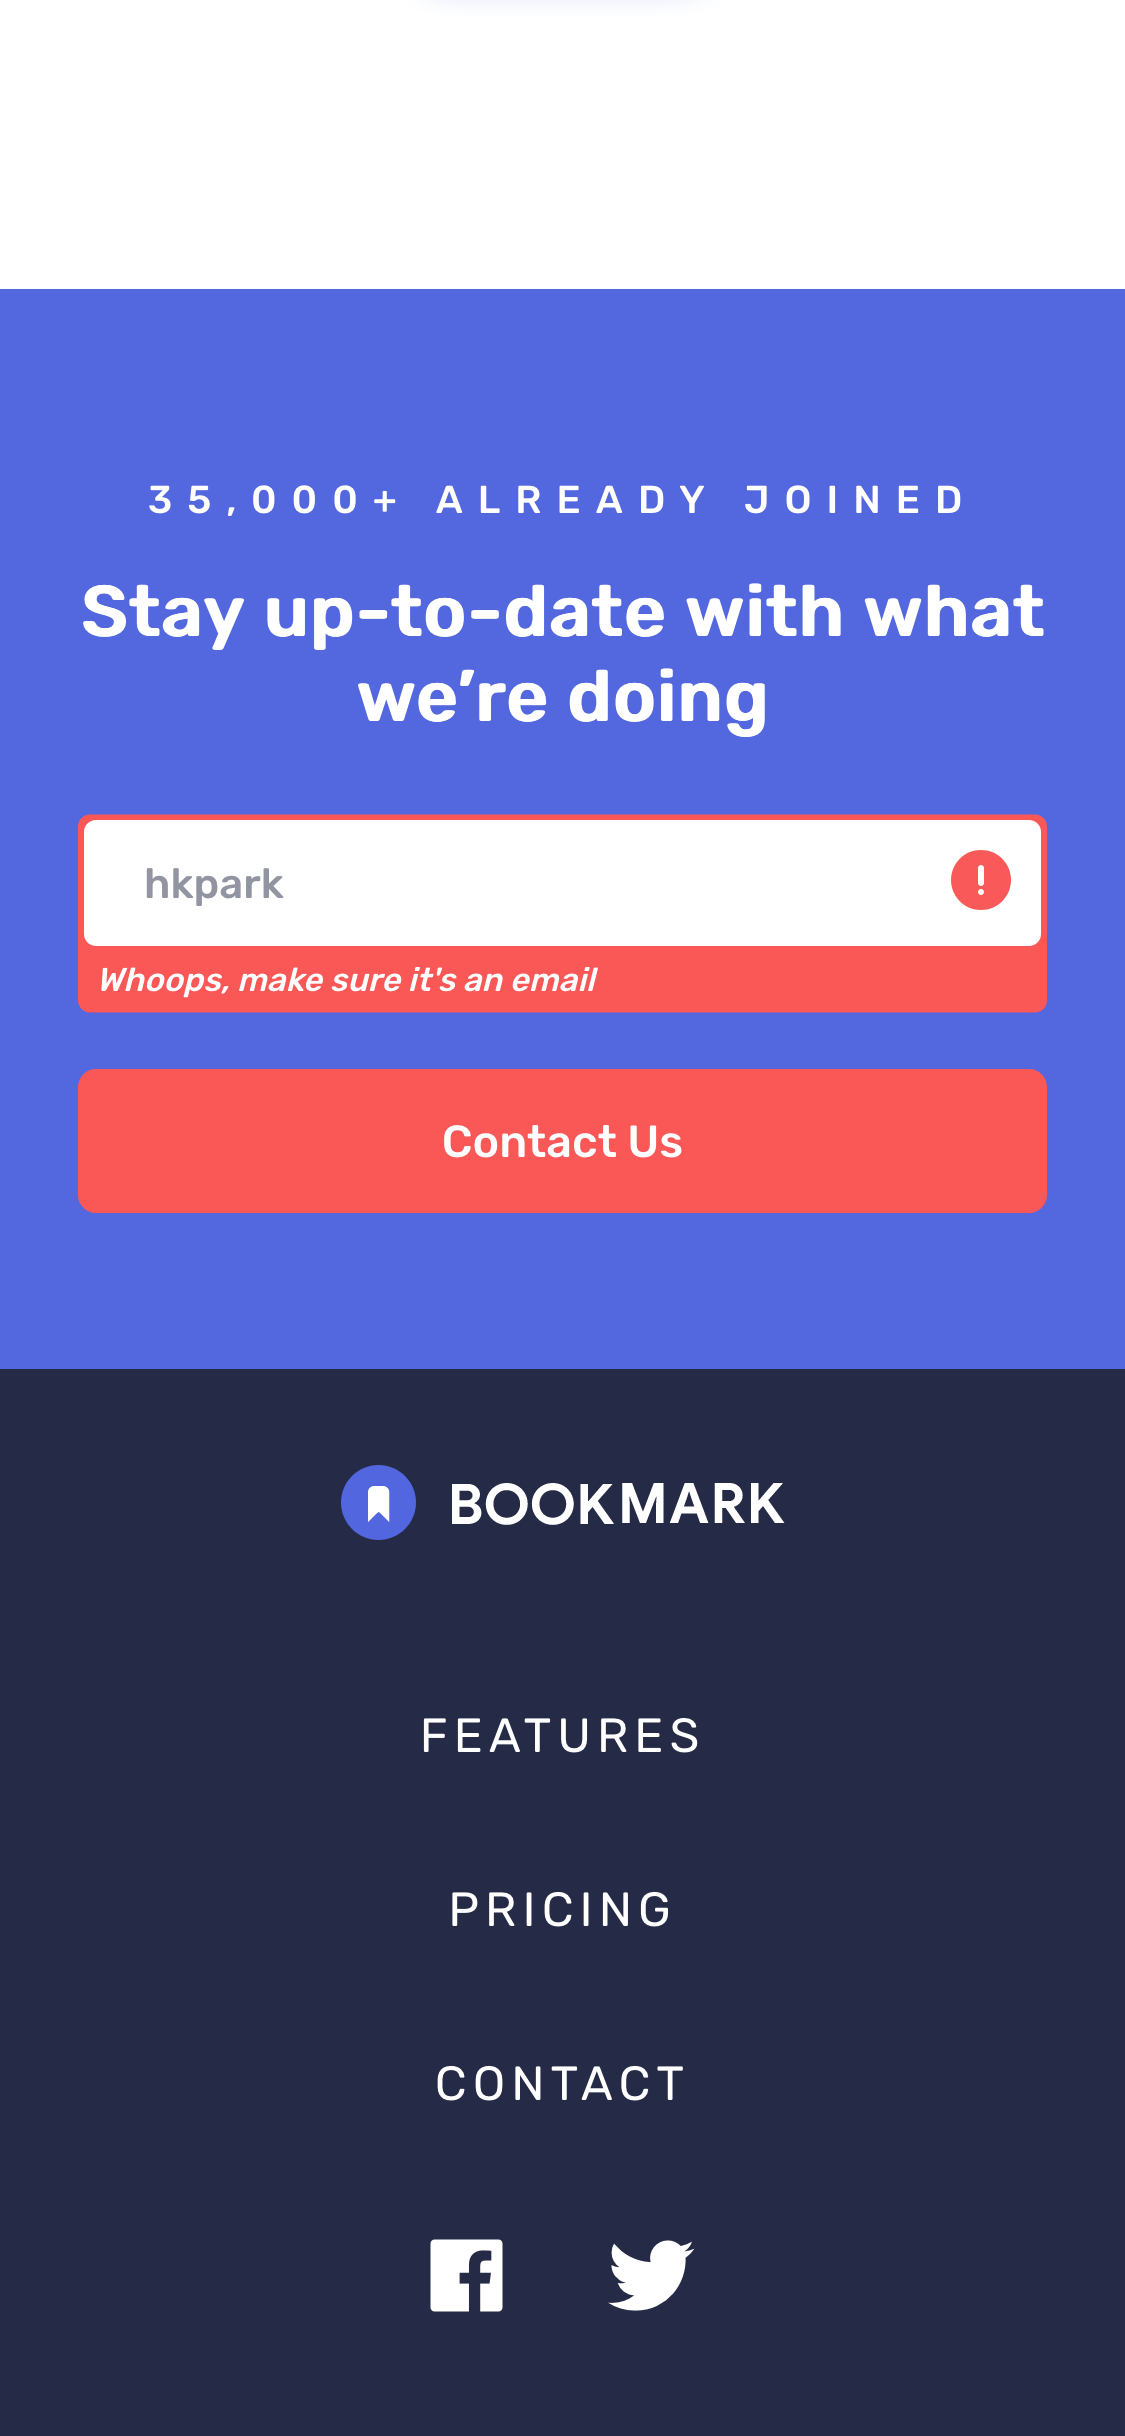 35,000+ ALREADY JOINED
Stay up-to-date with what
we’re doing
hkpark
Whoops, make sure it's an email
Contact Us
BOOKMARK
FEATURES
PRICING
CONTACT